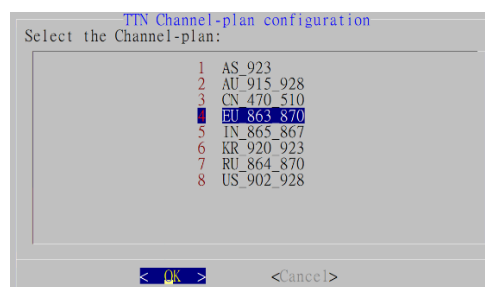 TTN Channel-plan configuration
Select the Channel-plan:
1 AS_923
2 AU_915_928
3 CN_470_510
4 EU_863_870
5 IN_865_867
6 KR_920_923
7 RU_864_870
8 US_902_928
< OK > <Cancel>